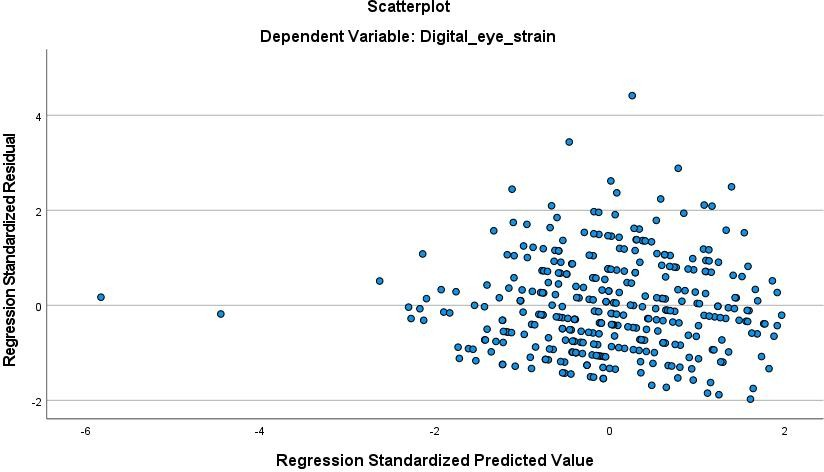 Scatterplot
Dependent Variable: Digital_eye_strain
Regression Standardized Residual
4
2
0
-2
-6
-4
-2
0
2
Regression Standardized Predicted Value